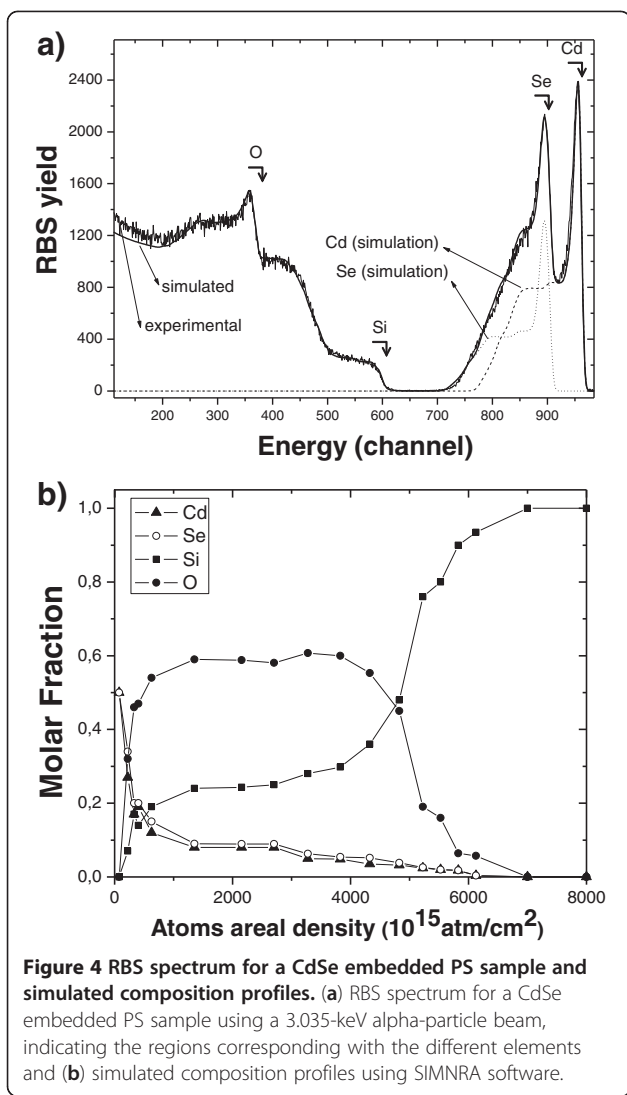 a)
Cd
Se
O
Si
Cd (simulation)
Se (simulation)
simulated
experimental
RBS yield
2400
2000
1600
1200
800
400
0
200 300 400 500 600 700 800 900
Energy (channel)
b)
Cd
Se
Si
O
Molar Fraction
1,0
0,8
0,6
0,4
0,2
0,0
0 2000 4000 6000 8000
Atoms areal density (10^15 atm/cm^2)
Figure 4 RBS spectrum for a CdSe embedded PS sample and
simulated composition profiles. (a) RBS spectrum for a CdSe
embedded PS sample using a 3.035-keV alpha-particle beam,
indicating the regions corresponding with the different elements
and (b) simulated composition profiles using SIMNRA software.